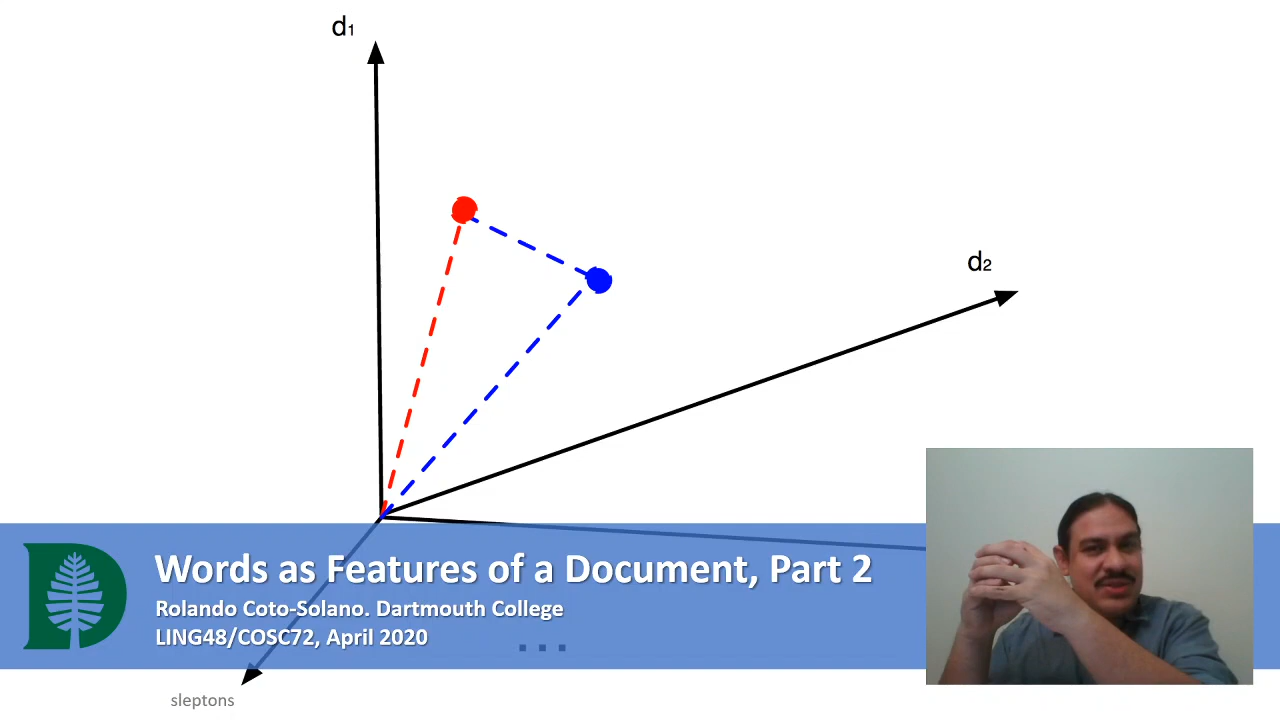 d1
d2
Words as Features of a Document, Part 2
Rolando Coto-Solano. Dartmouth College
LING48/COSC72, April 2020
...
sleptons